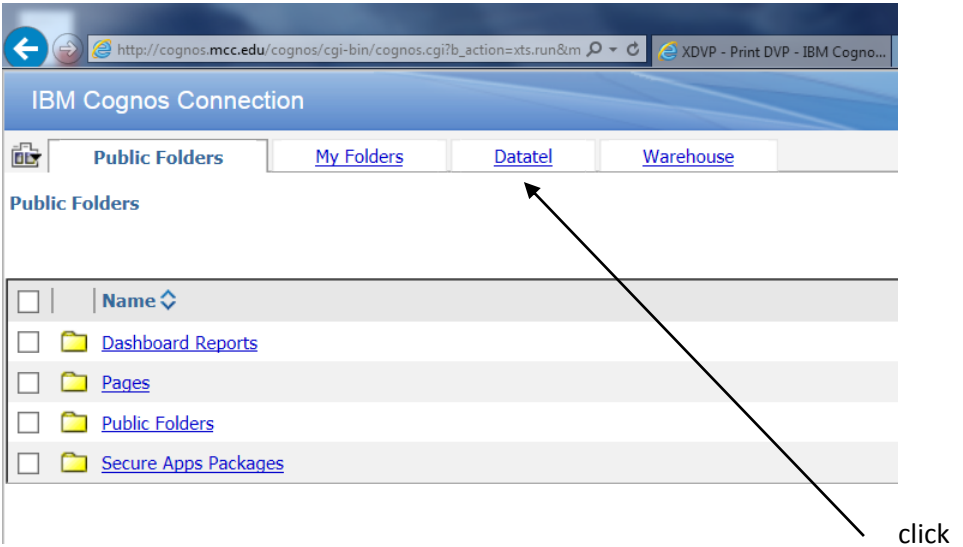 http://cognos.mcc.edu/cognos/cgi-bin/cognos.cgi?b_action=xts.run&m
XDVP - Print DVP - IBM Cogno...
IBM Cognos Connection
Public Folders
My Folders
Datatel
Warehouse
Public Folders
Name
Dashboard Reports
Pages
Public Folders
Secure Apps Packages
click